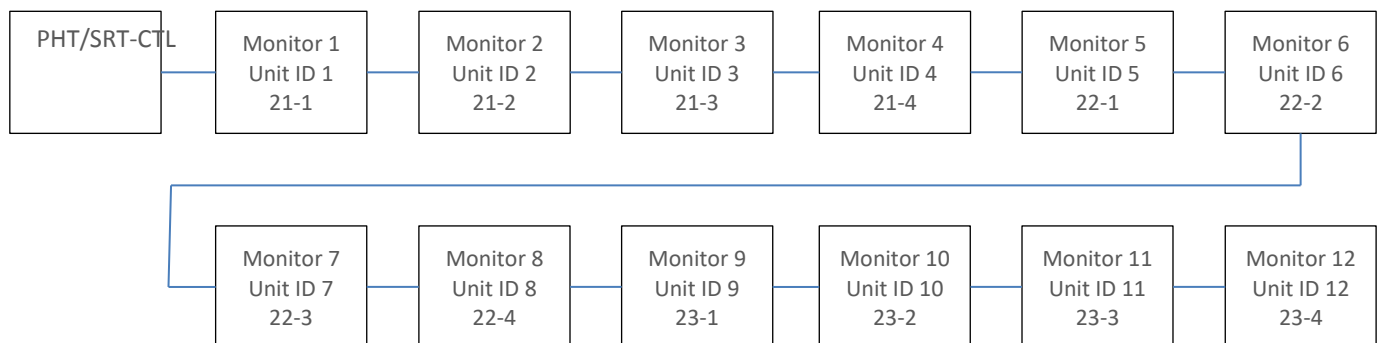 PHT/SRT-CTL
Monitor 1
Unit ID 1
21-1
Monitor 2
Unit ID 2
21-2
Monitor 3
Unit ID 3
21-3
Monitor 4
Unit ID 4
21-4
Monitor 5
Unit ID 5
22-1
Monitor 6
Unit ID 6
22-2
Monitor 7
Unit ID 7
22-3
Monitor 8
Unit ID 8
22-4
Monitor 9
Unit ID 9
23-1
Monitor 10
Unit ID 10
23-2
Monitor 11
Unit ID 11
23-3
Monitor 12
Unit ID 12
23-4